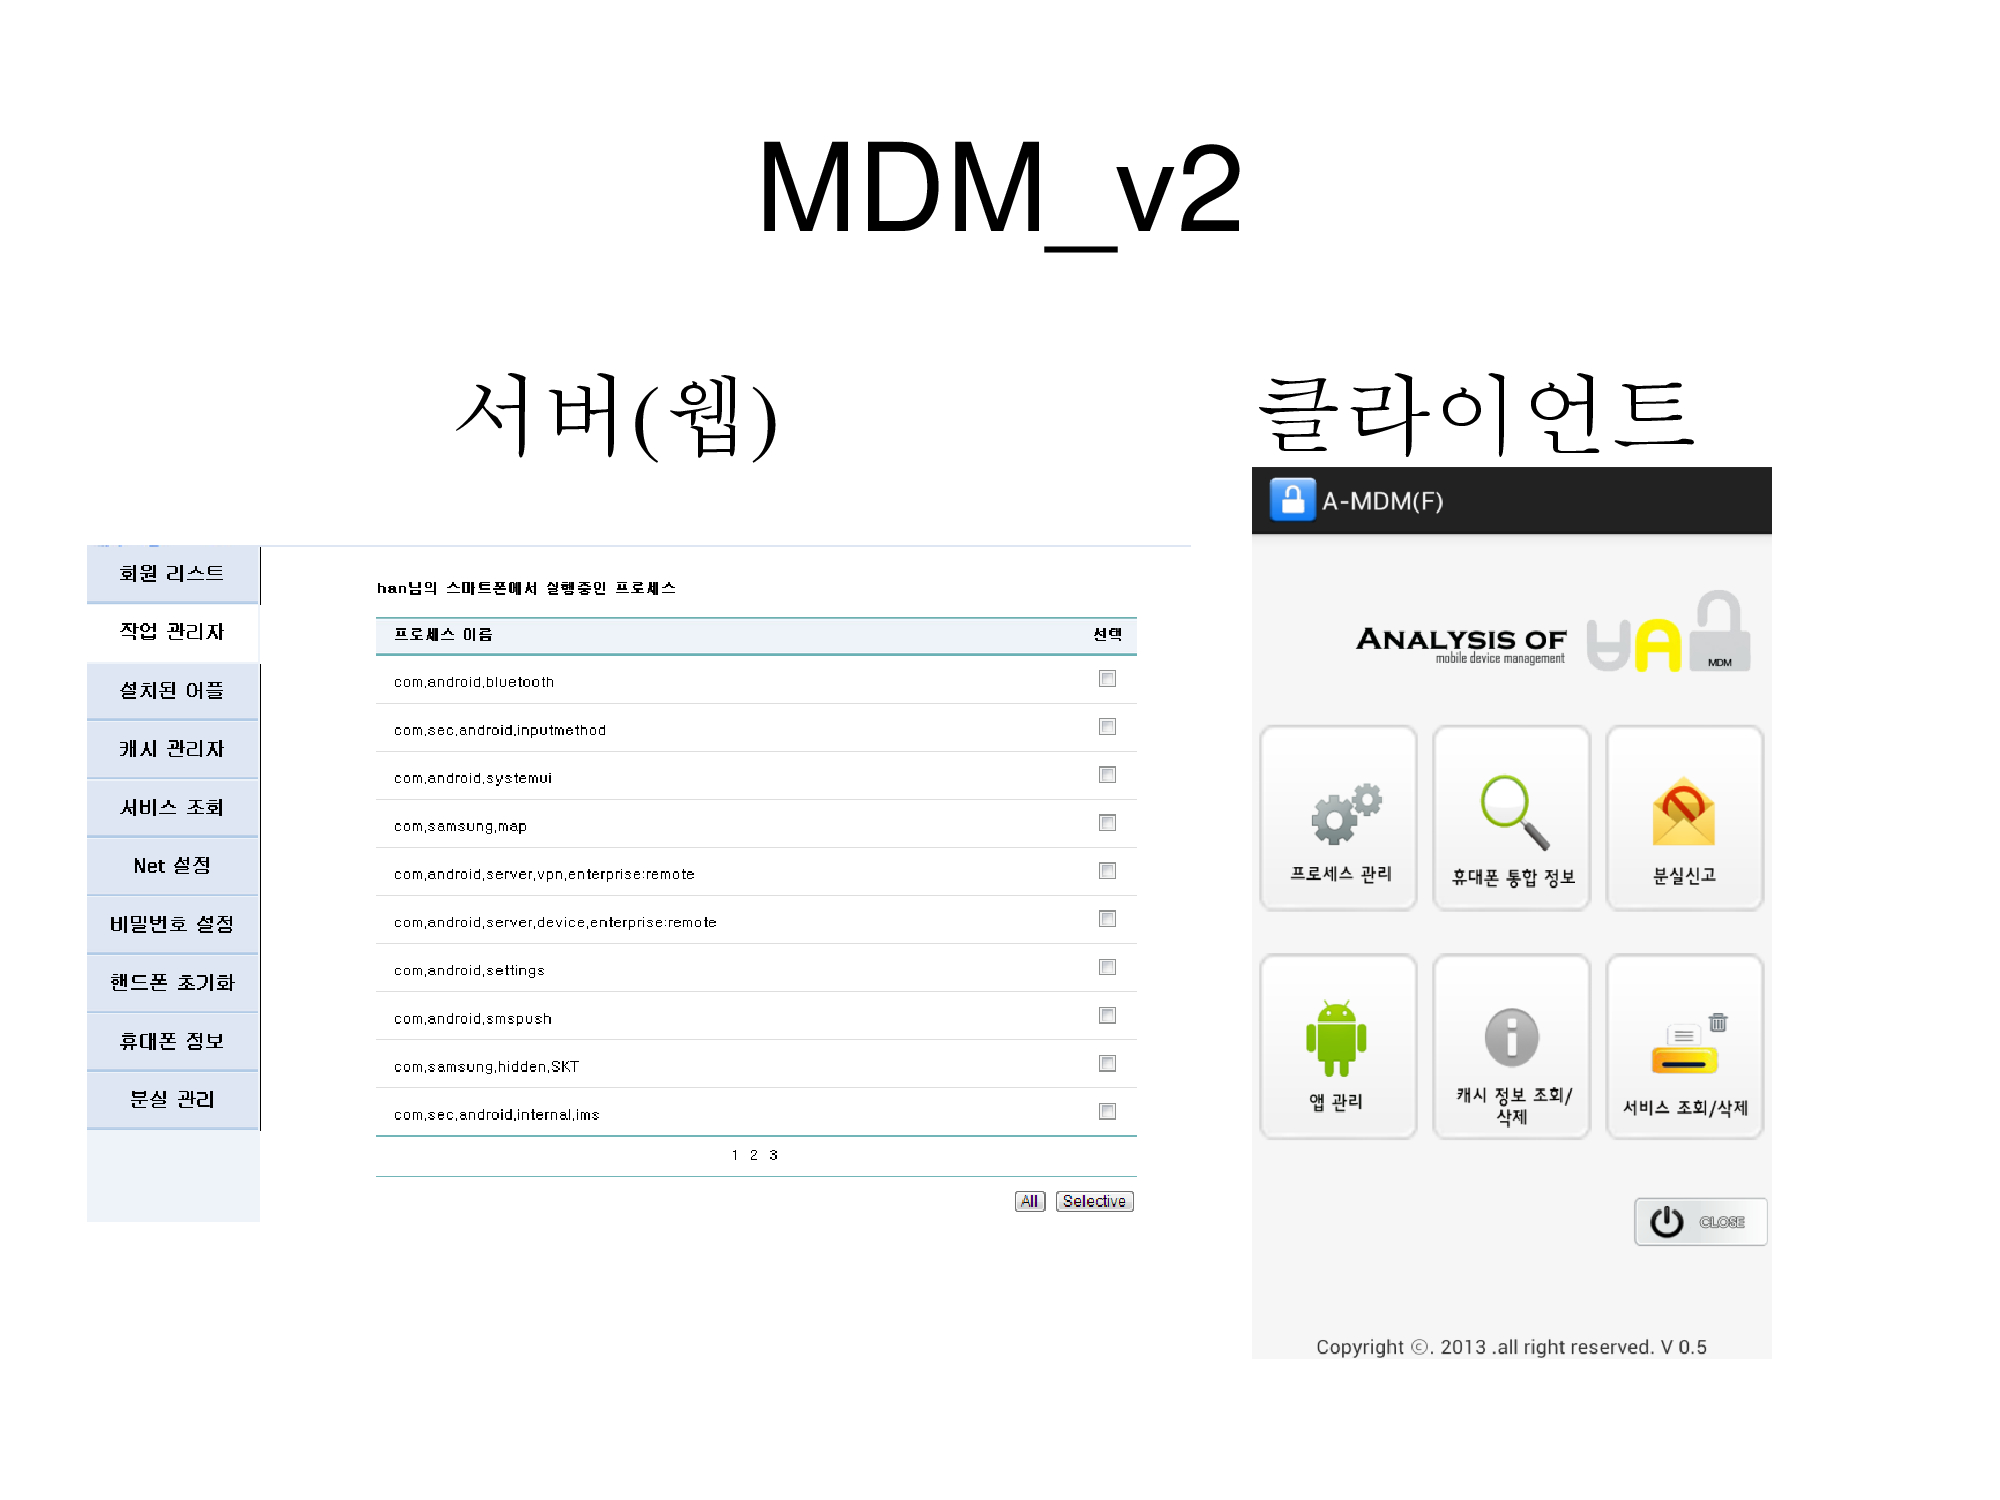 MDM_v2
서버(웹)
클라이언트
회원 리스트
작업 관리자
설치된 어플
캐시 관리자
서비스 조회
Net 설정
비밀번호 설정
핸드폰 초기화
휴대폰 정보
분실 관리
han님의 스마트폰에서 실행중인 프로세스
프로세스 이름 선택
com.android.bluetooth
com.sec.android.inputmethod
com.android.systemui
com.samsung.map
com.android.server.vpn.enterprise:remote
com.android.server.device.enterprise:remote
com.android.settings
com.android.smspush
com.samsung.hidden.SKT
com.sec.android.internal.ims
1 2 3
All Selective
A-MDM(F)
ANALYSIS OF
mobile device management
MDM
프로세스 관리
휴대폰 통합 정보
분실신고
앱 관리
캐시 정보 조회/
삭제
서비스 조회/삭제
CLOSE
Copyright ©. 2013 .all right reserved. V 0.5